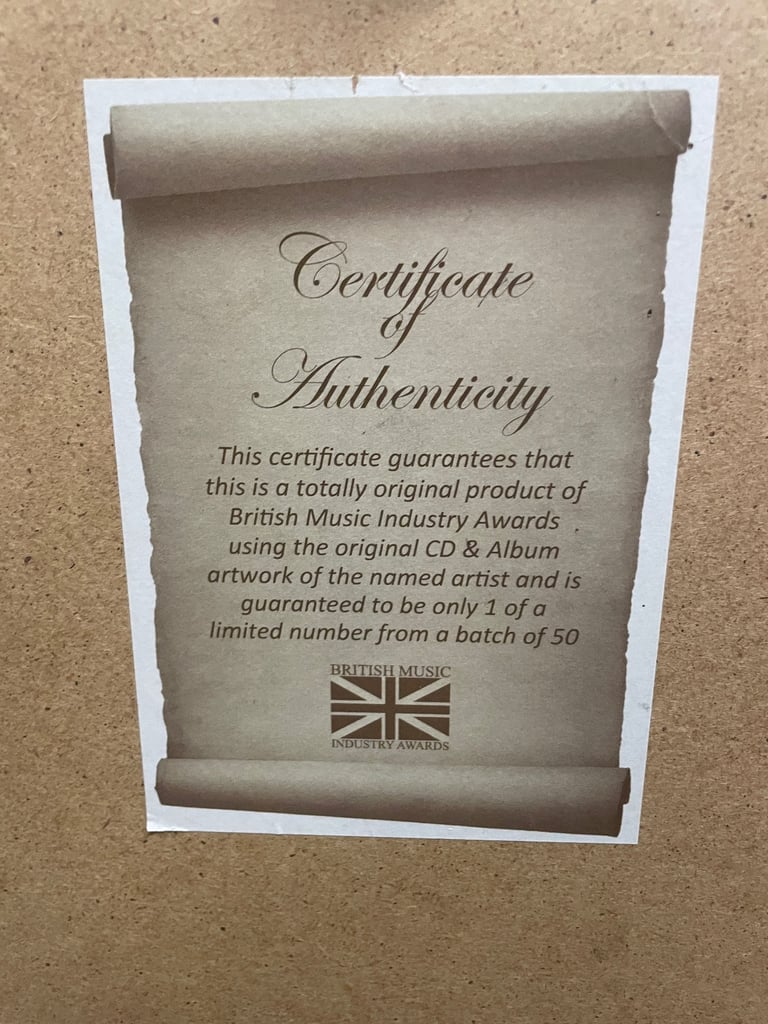 Certificate
of
Authenticity
This certificate guarantees that
this is a totally original product of
British Music Industry Awards
using the original CD & Album
artwork of the named artist and is
guaranteed to be only 1 of a
limited number from a batch of 50
BRITISH MUSIC
INDUSTRY AWARDS